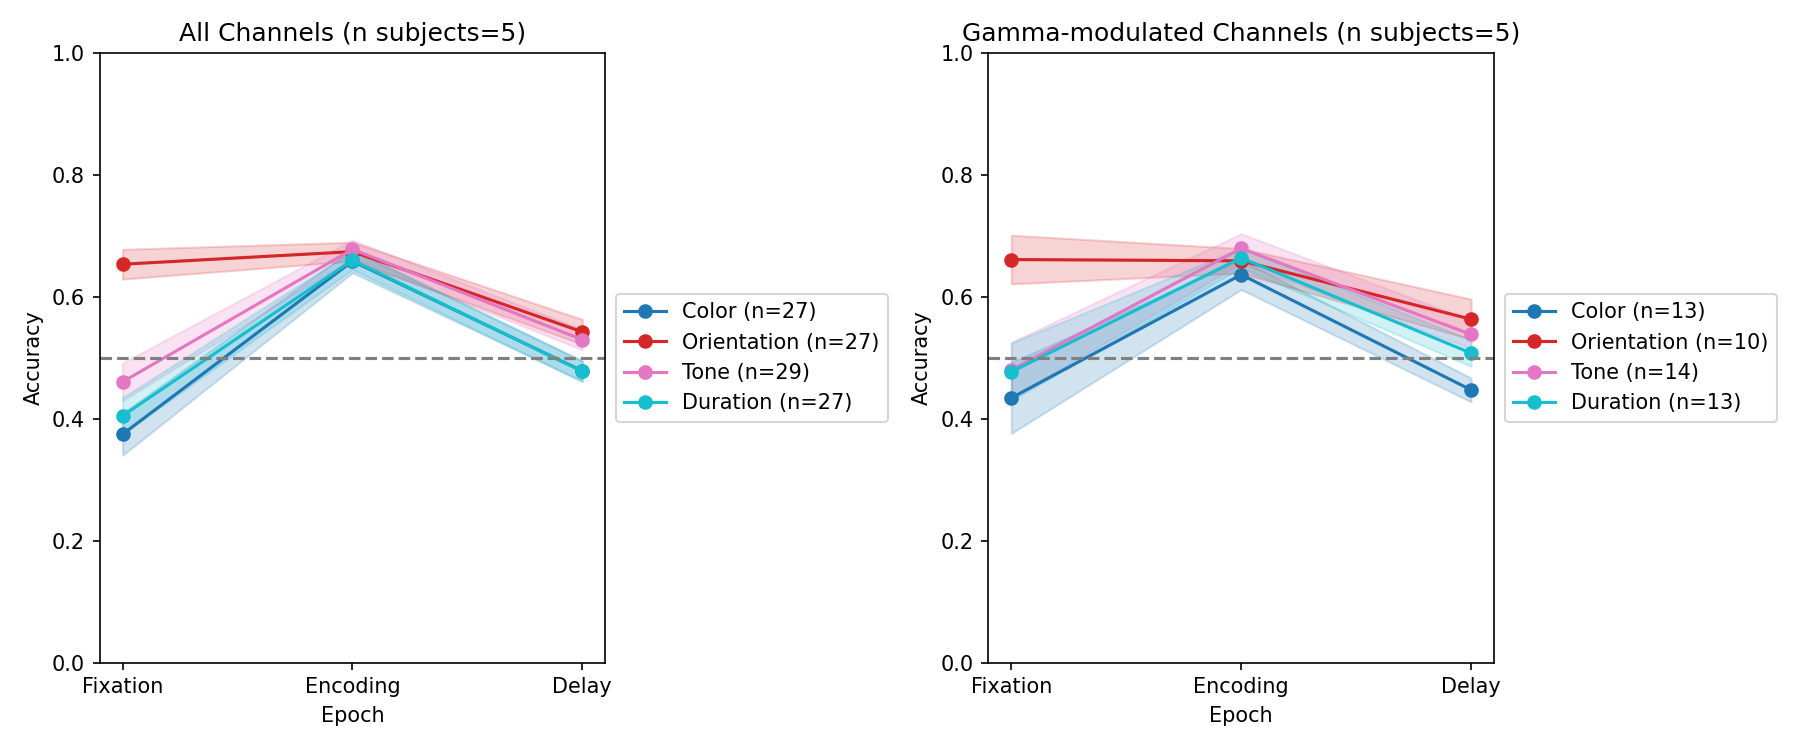 All Channels (n subjects=5)
1.0
0.8
0.6
0.4
0.2
0.0
Accuracy
Fixation
Encoding
Delay
Epoch
Color (n=27)
Orientation (n=27)
Tone (n=29)
Duration (n=27)
Gamma-modulated Channels (n subjects=5)
1.0
0.8
0.6
0.4
0.2
0.0
Accuracy
Fixation
Encoding
Delay
Epoch
Color (n=13)
Orientation (n=10)
Tone (n=14)
Duration (n=13)